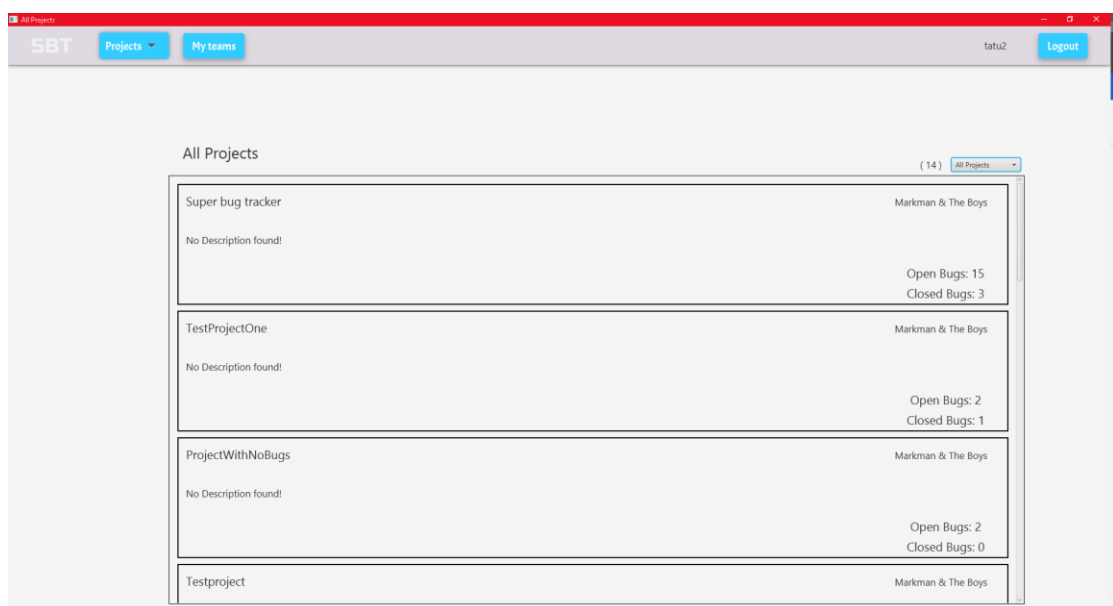 All Projects
SBT Projects My teams tatu2 Logout
All Projects
( 14 ) All Projects
Super bug tracker Markman & The Boys
No Description found!
Open Bugs: 15
Closed Bugs: 3
TestProjectOne Markman & The Boys
No Description found!
Open Bugs: 2
Closed Bugs: 1
ProjectWithNoBugs Markman & The Boys
No Description found!
Open Bugs: 2
Closed Bugs: 0
Testproject Markman & The Boys